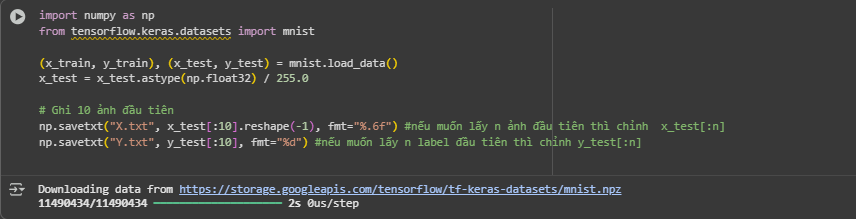 import numpy as np
from tensorflow.keras.datasets import mnist
(x_train, y_train), (x_test, y_test) = mnist.load_data()
x_test = x_test.astype(np.float32) / 255.0
# Ghi 10 ảnh đầu tiên
np.savetxt("X.txt", x_test[:10].reshape(-1), fmt="%.6f") #nếu muốn lấy n ảnh đầu tiên thì chỉnh  x_test[:n]
np.savetxt("Y.txt", y_test[:10], fmt="%d") #nếu muốn lấy n label đầu tiên thì chỉnh y_test[:n]
Downloading data from https://storage.googleapis.com/tensorflow/tf-keras-datasets/mnist.npz
11490434/11490434 ━━━━━━━━━━━━━━━━━━━━ 2s 0us/step